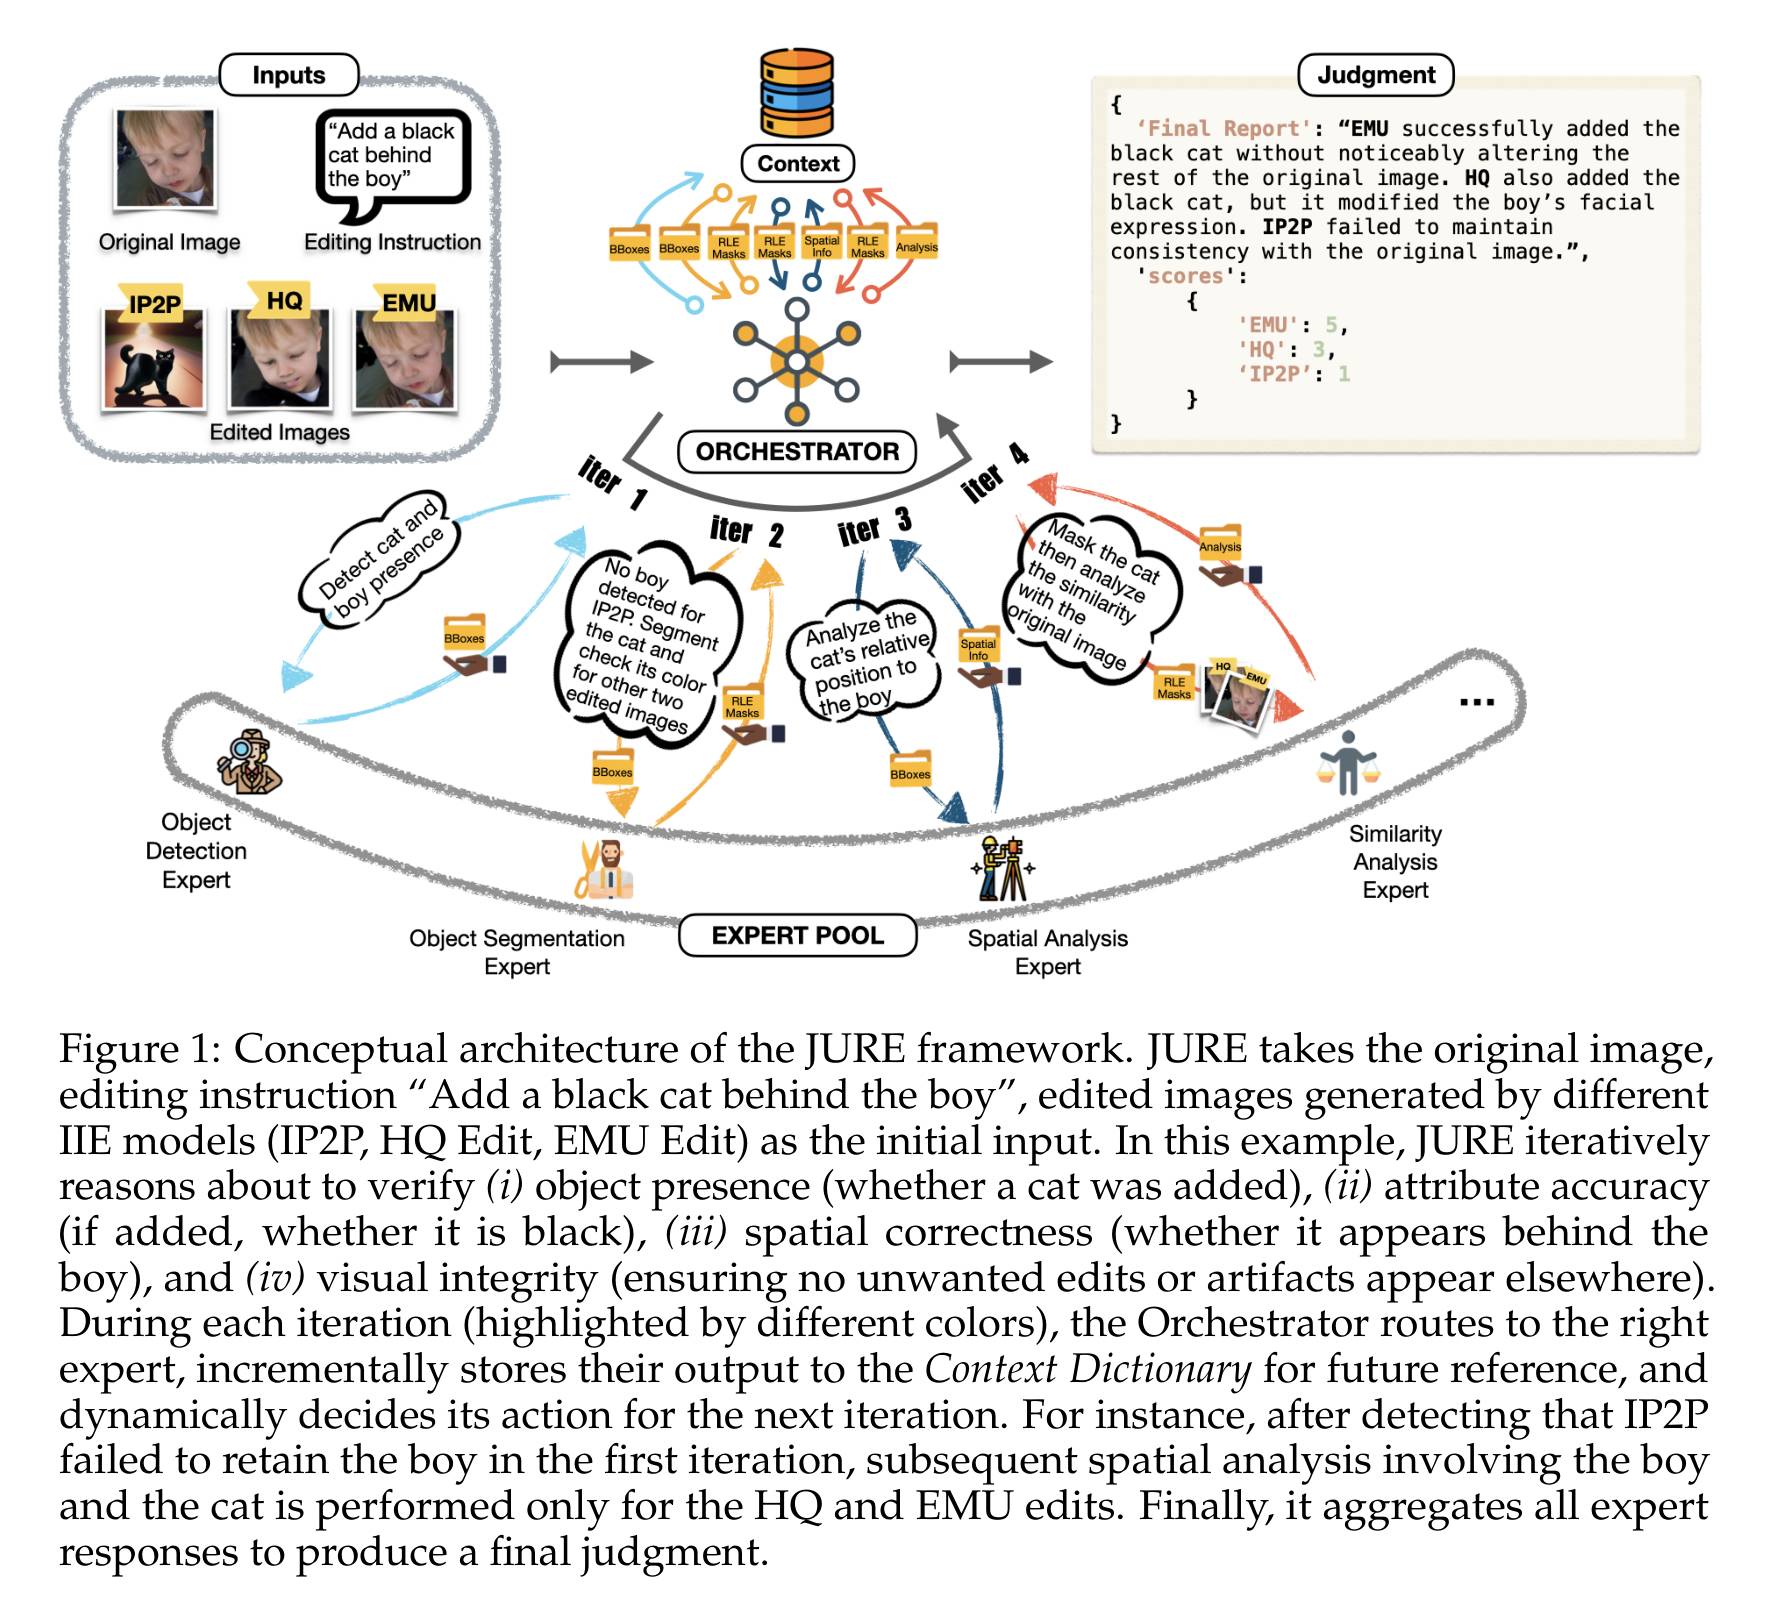 Inputs
"Add a black
cat behind
the boy"
Original Image
Editing Instruction
IP2P
HQ
EMU
Edited Images
Context
BBoxes
BBoxes
RLE
Masks
RLE
Masks
Spatial
Info
RLE
Masks
Analysis
ORCHESTRATOR
Judgment
{
‘Final Report': “EMU successfully added the
black cat without noticeably altering the
rest of the original image. HQ also added the
black cat, but it modified the boy’s facial
expression. IP2P failed to maintain
consistency with the original image.”,
'scores':
{
'EMU': 5,
'HQ': 3,
‘IP2P’: 1
}
}
iter 1
iter 2
iter 3
iter 4
Detect cat and
boy presence
BBoxes
No boy
detected for
IP2P. Segment
the cat and
check its color
for other two
edited images
BBoxes
RLE
Masks
Analyze the
cat’s relative
position to
the boy
BBoxes
Spatial
Info
Mask the cat
then analyze
the similarity
with the
original image
RLE
Masks
HQ
EMU
Analysis
...
Object
Detection
Expert
Object Segmentation
Expert
EXPERT POOL
Spatial Analysis
Expert
Similarity
Analysis
Expert
Figure 1: Conceptual architecture of the JURE framework. JURE takes the original image,
editing instruction “Add a black cat behind the boy”, edited images generated by different
IIE models (IP2P, HQ Edit, EMU Edit) as the initial input. In this example, JURE iteratively
reasons about to verify (i) object presence (whether a cat was added), (ii) attribute accuracy
(if added, whether it is black), (iii) spatial correctness (whether it appears behind the
boy), and (iv) visual integrity (ensuring no unwanted edits or artifacts appear elsewhere).
During each iteration (highlighted by different colors), the Orchestrator routes to the right
expert, incrementally stores their output to the Context Dictionary for future reference, and
dynamically decides its action for the next iteration. For instance, after detecting that IP2P
failed to retain the boy in the first iteration, subsequent spatial analysis involving the boy
and the cat is performed only for the HQ and EMU edits. Finally, it aggregates all expert
responses to produce a final judgment.